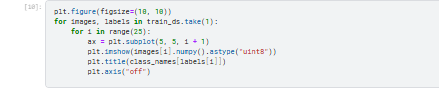 [10]:
plt.figure(figsize=(10, 10))
for images, labels in train_ds.take(1):
    for i in range(25):
        ax = plt.subplot(5, 5, i + 1)
        plt.imshow(images[i].numpy().astype("uint8"))
        plt.title(class_names[labels[i]])
        plt.axis("off")